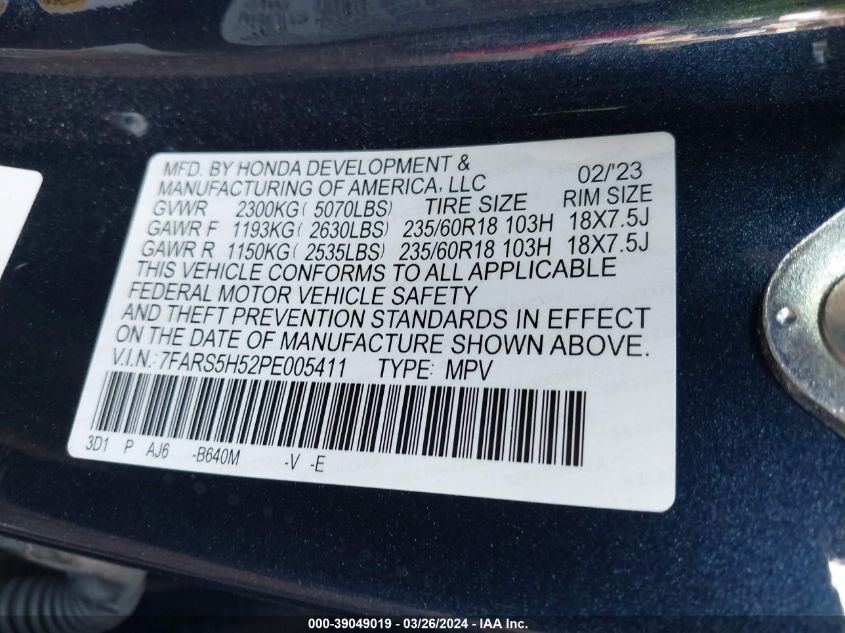 MFD. BY HONDA DEVELOPMENT &
MANUFACTURING OF AMERICA, LLC 02/'23
GVWR 2300KG( 5070LBS) TIRE SIZE RIM SIZE
GAWR F 1193KG( 2630LBS) 235/60R18 103H 18X7.5J
GAWR R 1150KG( 2535LBS) 235/60R18 103H 18X7.5J
THIS VEHICLE CONFORMS TO ALL APPLICABLE
FEDERAL MOTOR VEHICLE SAFETY
AND THEFT PREVENTION STANDARDS IN EFFECT
ON THE DATE OF MANUFACTURE SHOWN ABOVE.
V.I.N.: 7FARS5H52PE005411 TYPE: MPV
3D1 P AJ6 -B640M -V -E
000-39049019 / 03/26/2024 / IAAI.COM